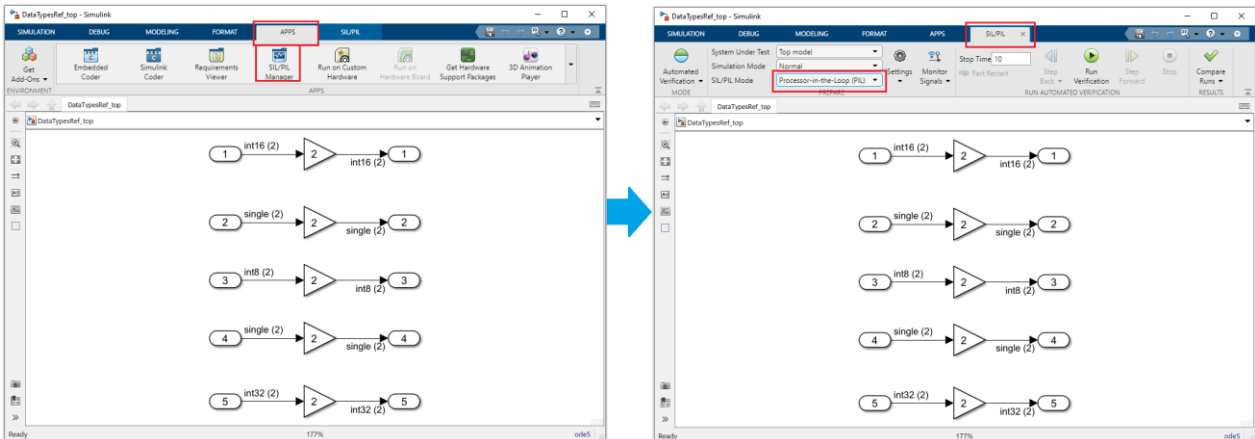 DataTypesRef_top - Simulink
SIMULATION DEBUG MODELING FORMAT APPS SIL/PIL
Get Add-Ons
Embedded Coder
Simulink Coder
Requirements Viewer
SIL/PIL Manager
Run on Custom Hardware
Run on Hardware Board
Get Hardware Support Packages
3D Animation Player
ENVIRONMENT APPS
DataTypesRef_top
DataTypesRef_top
1 int16 (2) 2 int16 (2) 1
2 single (2) 2 single (2) 2
3 int8 (2) 2 int8 (2) 3
4 single (2) 2 single (2) 4
5 int32 (2) 2 int32 (2) 5
Ready 177% ode5
DataTypesRef_top - Simulink
SIMULATION DEBUG MODELING FORMAT APPS SIL/PIL
Automated Verification
System Under Test Top model
Simulation Mode Normal
SIL/PIL Mode Processor-in-the-Loop (PIL)
Settings
Monitor Signals
Stop Time 10
Fast Restart
Step Back
Run Verification
Step Forward
Stop
Compare Runs
MODE PREPARE RUN AUTOMATED VERIFICATION RESULTS
DataTypesRef_top
DataTypesRef_top
1 int16 (2) 2 int16 (2) 1
2 single (2) 2 single (2) 2
3 int8 (2) 2 int8 (2) 3
4 single (2) 2 single (2) 4
5 int32 (2) 2 int32 (2) 5
Ready 177% ode5